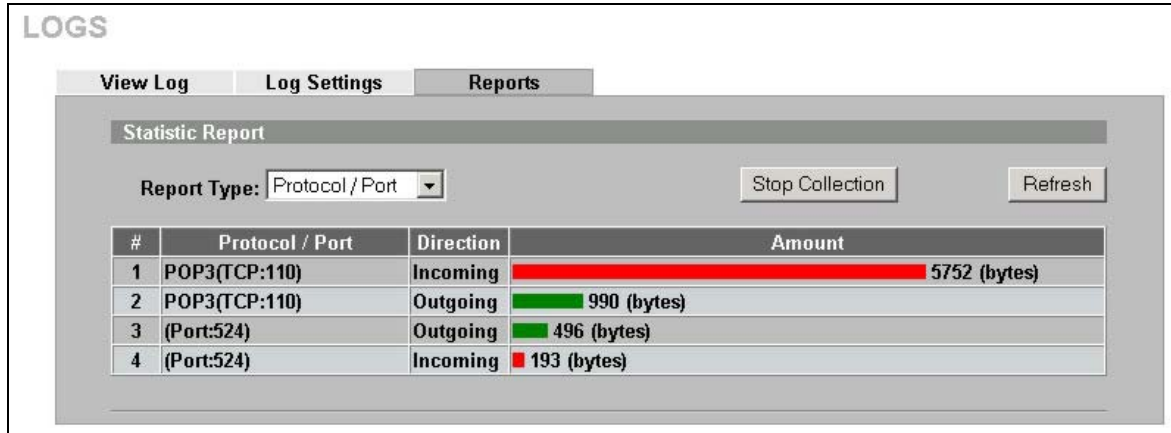 LOGS
View Log Log Settings Reports
Statistic Report
Report Type: Protocol / Port Stop Collection Refresh
# Protocol / Port Direction Amount
1 POP3(TCP:110) Incoming 5752 (bytes)
2 POP3(TCP:110) Outgoing 990 (bytes)
3 (Port:524) Outgoing 496 (bytes)
4 (Port:524) Incoming 193 (bytes)